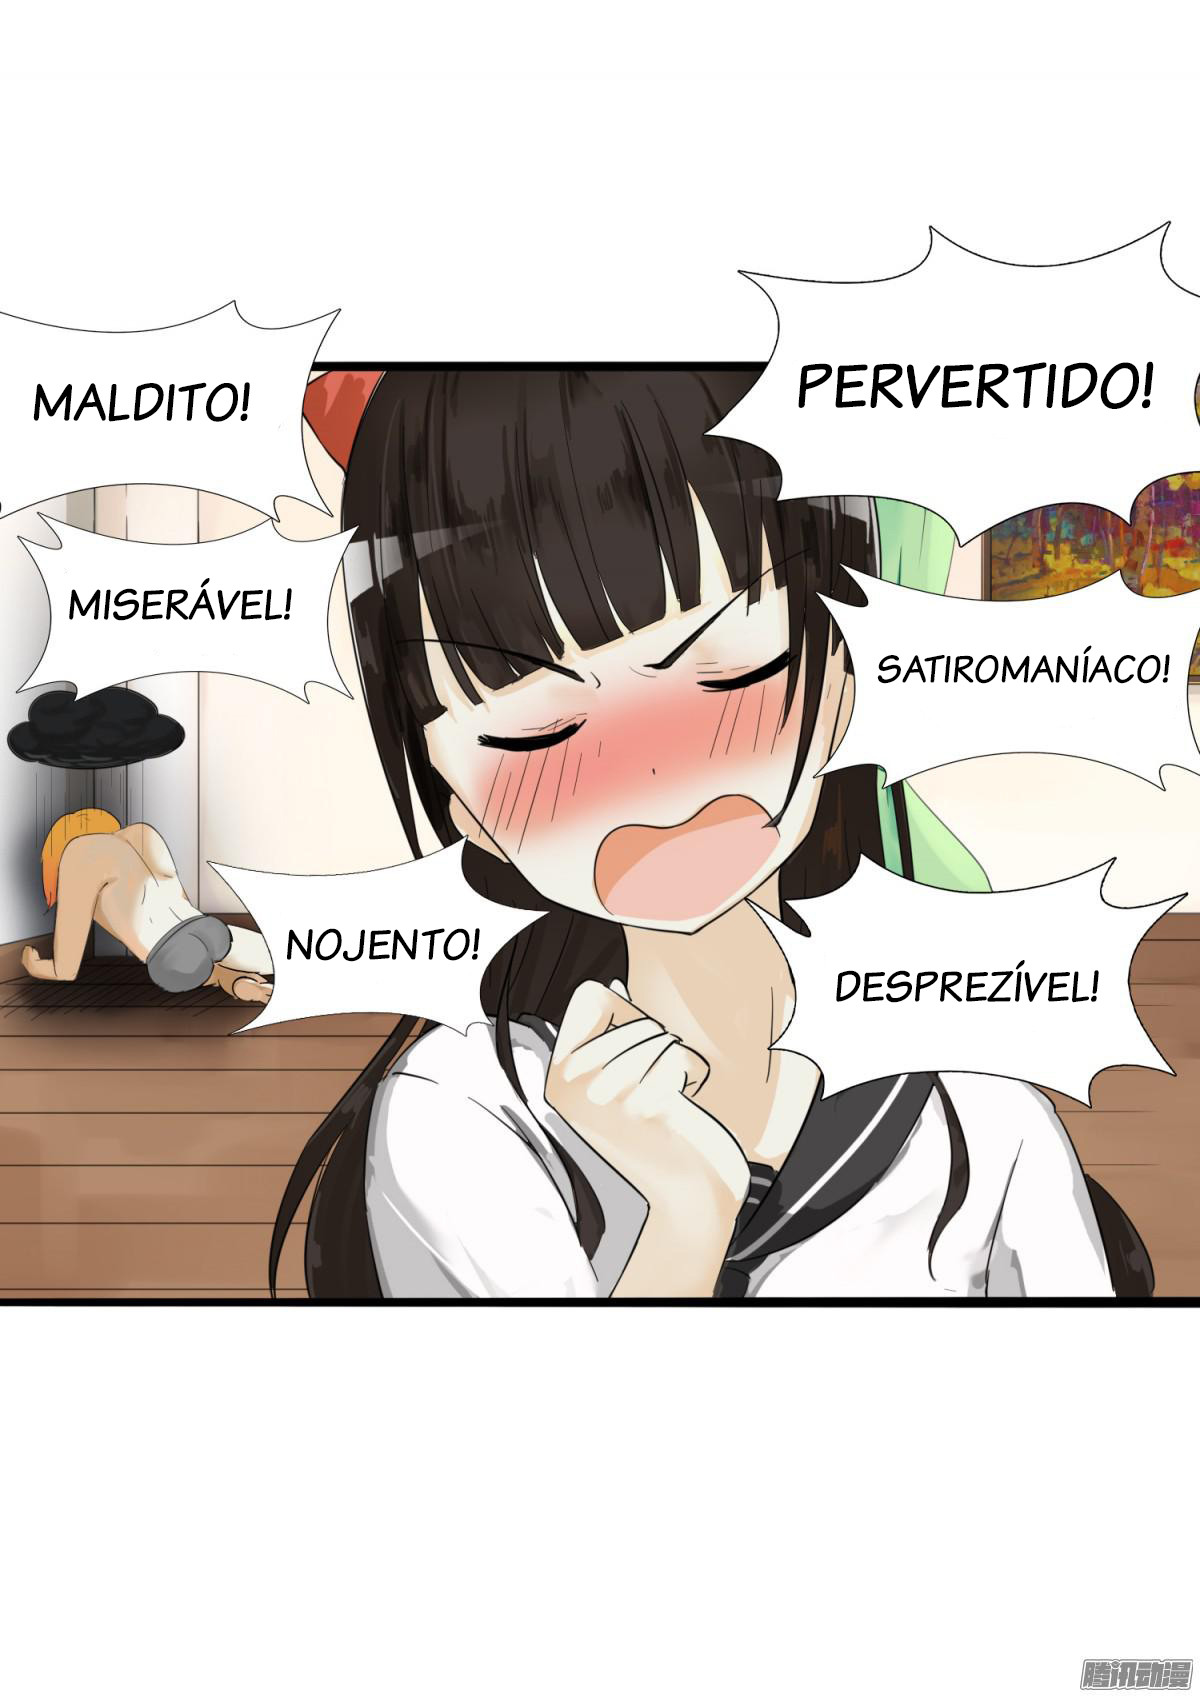 MALDITO!
PERVERTIDO!
MISERÁVEL!
SATIROMANÍACO!
NOJENTO!
DESPREZÍVEL!
腾讯动漫